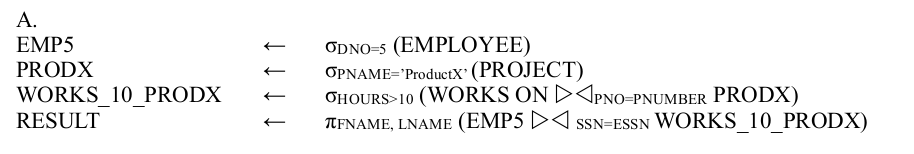 A.
EMP5 ← σDNO=5 (EMPLOYEE)
PRODX ← σPNAME=’ProductX’ (PROJECT)
WORKS_10_PRODX ← σHOURS>10 (WORKS ON ▷◁PNO=PNUMBER PRODX)
RESULT ← πFNAME, LNAME (EMP5 ▷◁ SSN=ESSN WORKS_10_PRODX)